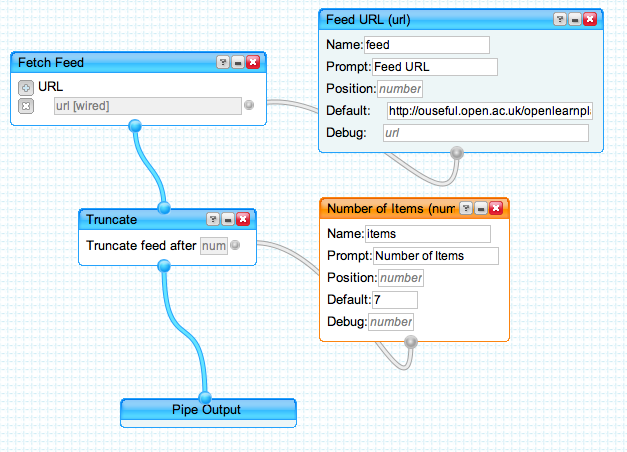 Fetch Feed
URL
url [wired]
Feed URL (url)
Name: feed
Prompt: Feed URL
Position: number
Default: http://ouseful.open.ac.uk/openlearnpl
Debug: url
Truncate
Truncate feed after num
Number of Items (num
Name: items
Prompt: Number of Items
Position: number
Default: 7
Debug: number
Pipe Output